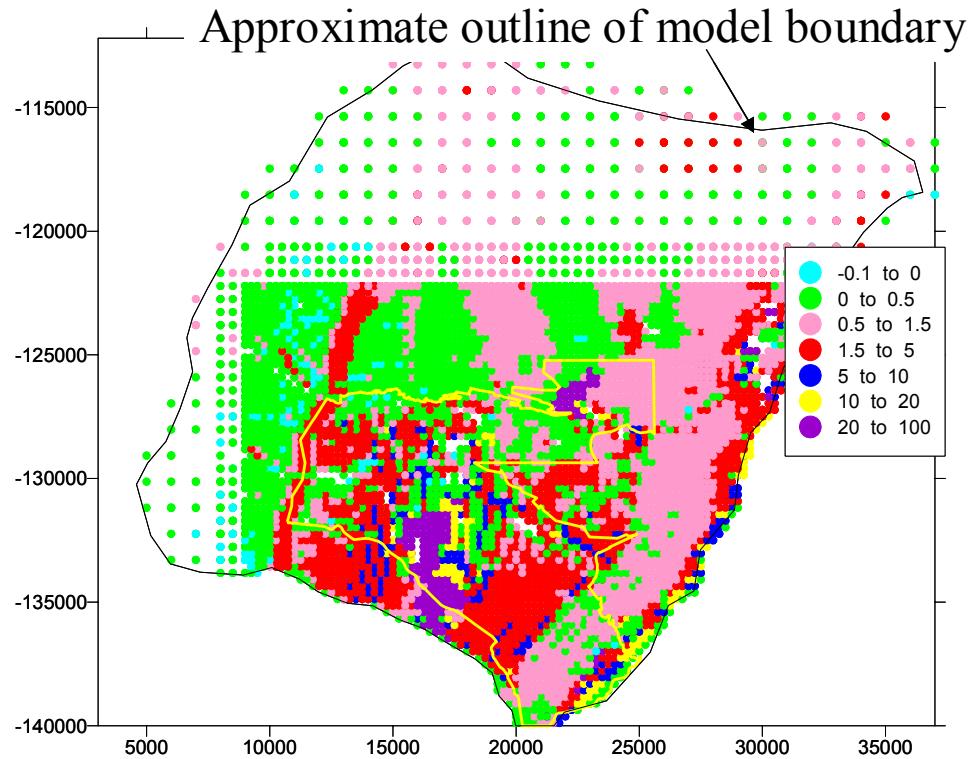 Approximate outline of model boundary
-115000
-120000
-125000
-130000
-135000
-140000
-0.1 to 0
0 to 0.5
0.5 to 1.5
1.5 to 5
5 to 10
10 to 20
20 to 100
5000 10000 15000 20000 25000 30000 35000